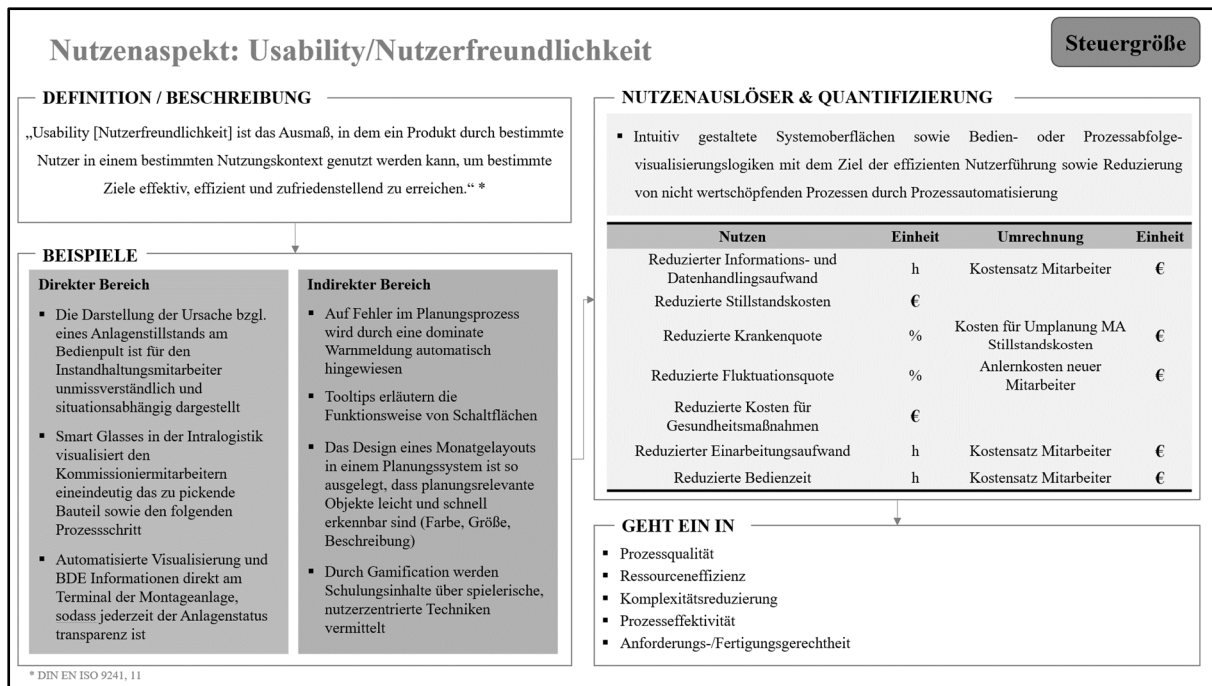 Nutzenaspekt: Usability/Nutzerfreundlichkeit
Steuergröße
DEFINITION / BESCHREIBUNG
„Usability [Nutzerfreundlichkeit] ist das Ausmaß, in dem ein Produkt durch bestimmte
Nutzer in einem bestimmten Nutzungskontext genutzt werden kann, um bestimmte
Ziele effektiv, effizient und zufriedenstellend zu erreichen.“ *
BEISPIELE
Direkter Bereich
▪ Die Darstellung der Ursache bzgl.
eines Anlagenstillstands am
Bedienpult ist für den
Instandhaltungsmitarbeiter
unmissverständlich und
situationsabhängig dargestellt
▪ Smart Glasses in der Intralogistik
visualisiert den
Kommissioniermitarbeitern
eineindeutig das zu pickende
Bauteil sowie den folgenden
Prozessschritt
▪ Automatisierte Visualisierung und
BDE Informationen direkt am
Terminal der Montageanlage,
sodass jederzeit der Anlagenstatus
transparenz ist
Indirekter Bereich
▪ Auf Fehler im Planungsprozess
wird durch eine dominate
Warnmeldung automatisch
hingewiesen
▪ Tooltips erläutern die
Funktionsweise von Schaltflächen
▪ Das Design eines Monatgelayouts
in einem Planungssystem ist so
ausgelegt, dass planungsrelevante
Objekte leicht und schnell
erkennbar sind (Farbe, Größe,
Beschreibung)
▪ Durch Gamification werden
Schulungsinhalte über spielerische,
nutzerzentrierte Techniken
vermittelt
NUTZENAUSLÖSER & QUANTIFIZIERUNG
▪ Intuitiv gestaltete Systemoberflächen sowie Bedien- oder Prozessabfolge-
visualisierungslogiken mit dem Ziel der effizienten Nutzerführung sowie Reduzierung
von nicht wertschöpfenden Prozessen durch Prozessautomatisierung
Nutzen Einheit Umrechnung Einheit
Reduzierter Informations- und
Datenhandlingsaufwand h Kostensatz Mitarbeiter €
Reduzierte Stillstandskosten €
Reduzierte Krankenquote % Kosten für Umplanung MA
Stillstandskosten €
Reduzierte Fluktuationsquote % Anlernkosten neuer
Mitarbeiter €
Reduzierte Kosten für
Gesundheitsmaßnahmen €
Reduzierter Einarbeitungsaufwand h Kostensatz Mitarbeiter €
Reduzierte Bedienzeit h Kostensatz Mitarbeiter €
GEHT EIN IN
▪ Prozessqualität
▪ Ressourceneffizienz
▪ Komplexitätsreduzierung
▪ Prozesseffektivität
▪ Anforderungs-/Fertigungsgerechtheit
* DIN EN ISO 9241, 11